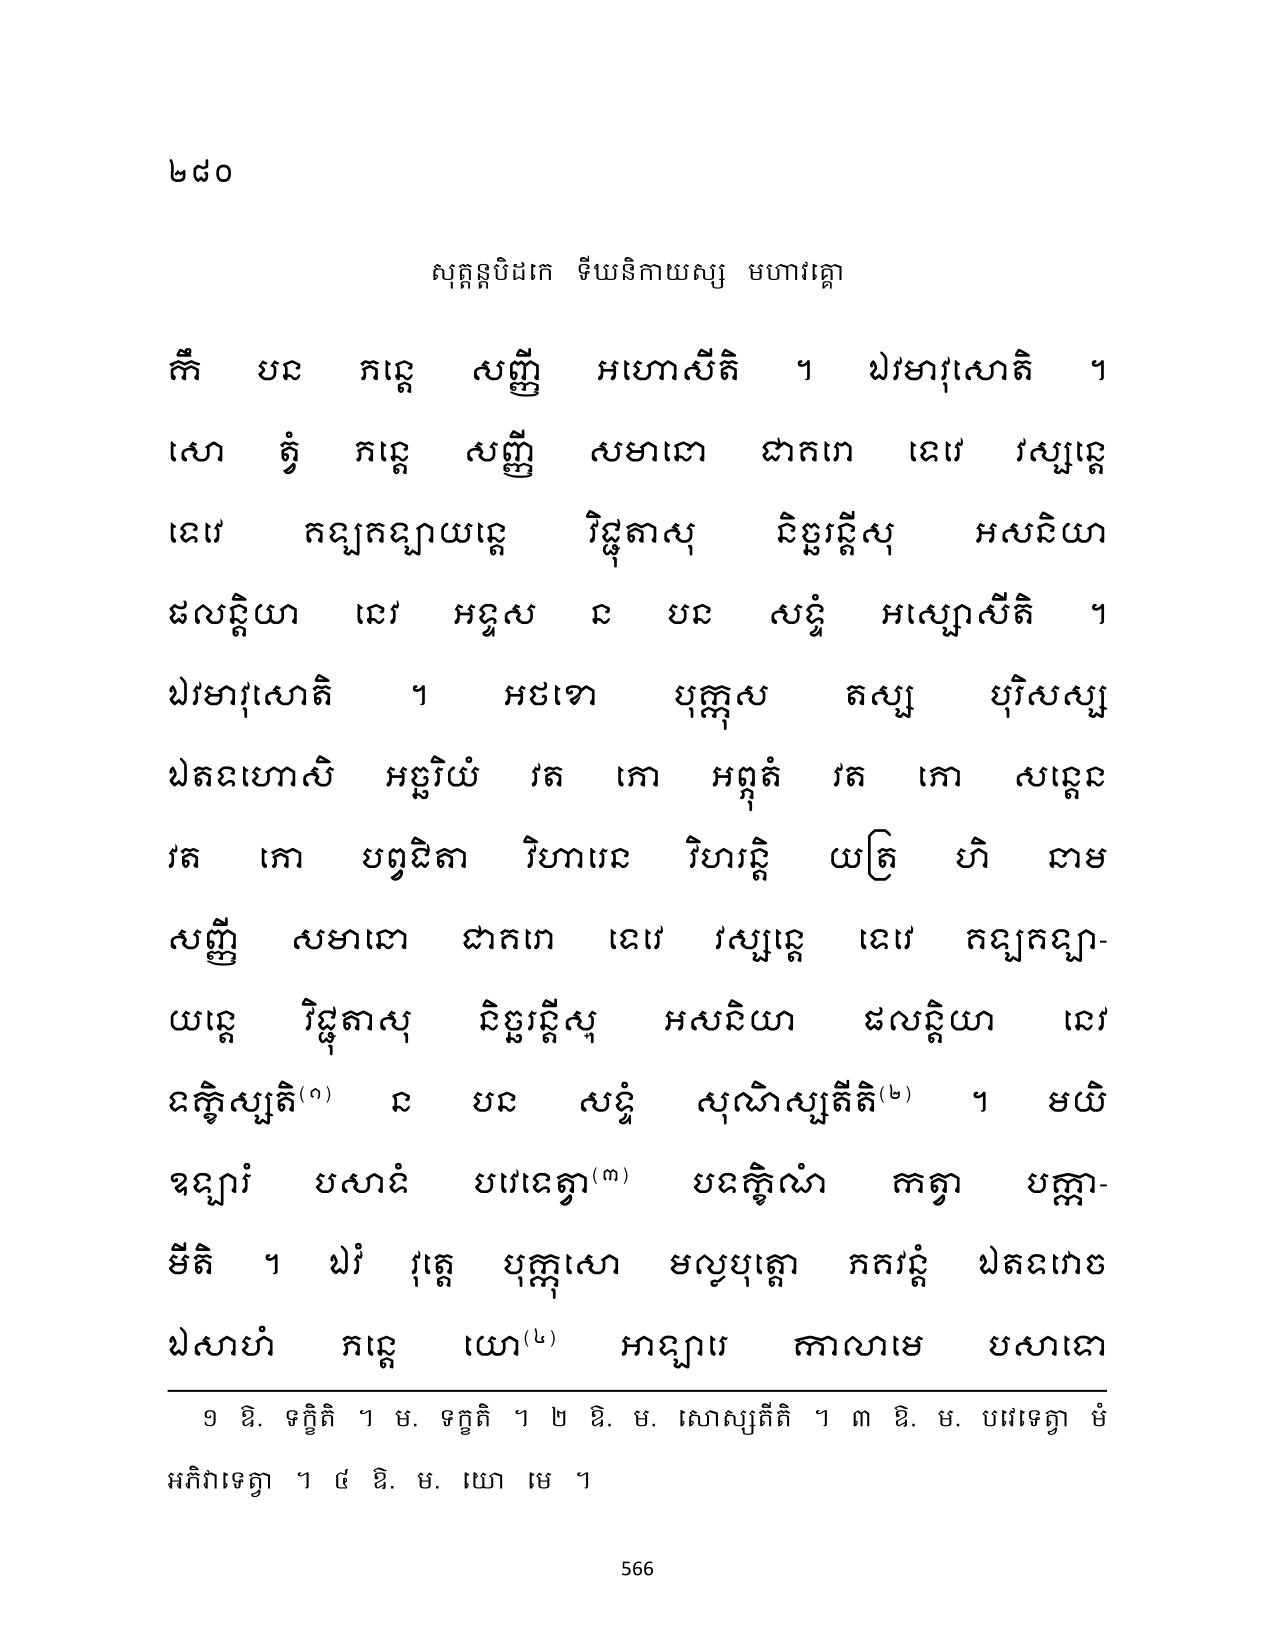 ២៨០
សុត្តន្តបិដកេ ទីឃនិកាយស្ស មហាវគ្គោ
កឹ បន ភន្តេ សញ្ញី អហោសីតិ ។ ឯវមាវុសោតិ ។
សោ ត្វំ ភន្តេ សញ្ញី សមានោ ជាគរោ ទេវេ វស្សន្តេ
ទេវេ គឡគឡាយន្តេ វិជ្ជុតាសុ និច្ឆរន្តីសុ អសនិយា
ផលន្តិយា នេវ អទ្ទស ន បន សទ្ទំ អស្សោសីតិ ។
ឯវមាវុសោតិ ។ អថខោ បុក្កុស តស្ស បុរិសស្ស
ឯតទហោសិ អច្ឆរិយំ វត ភោ អព្ភុតំ វត ភោ សន្តេន
វត ភោ បព្វជិតា វិហារេន វិហរន្តិ យត្រ ហិ នាម
សញ្ញី សមានោ ជាគរោ ទេវេ វស្សន្តេ ទេវេ គឡគឡា-
យន្តេ វិជ្ជុតាសុ និច្ឆរន្តីសុ អសនិយា ផលន្តិយា នេវ
ទក្ខិស្សតិ(១) ន បន សទ្ទំ សុណិស្សតីតិ(២) ។ មយិ
ឧឡារំ បសាទំ បវេទេត្វា(៣) បទក្ខិណំ កត្វា បក្កា-
មីតិ ។ ឯវំ វុត្តេ បុក្កុសោ មល្លបុត្តោ ភគវន្តំ ឯតទវោច
ឯសាហំ ភន្តេ យោ(៤) អាឡារេ កាលាមេ បសាទោ
១ ឱ. ទក្ខិតិ ។ ម. ទក្ខតិ ។ ២ ឱ. ម. សោស្សតីតិ ។ ៣ ឱ. ម. បវេទេត្វា មំ
អភិវាទេត្វា ។ ៤ ឱ. ម. យោ មេ ។
566